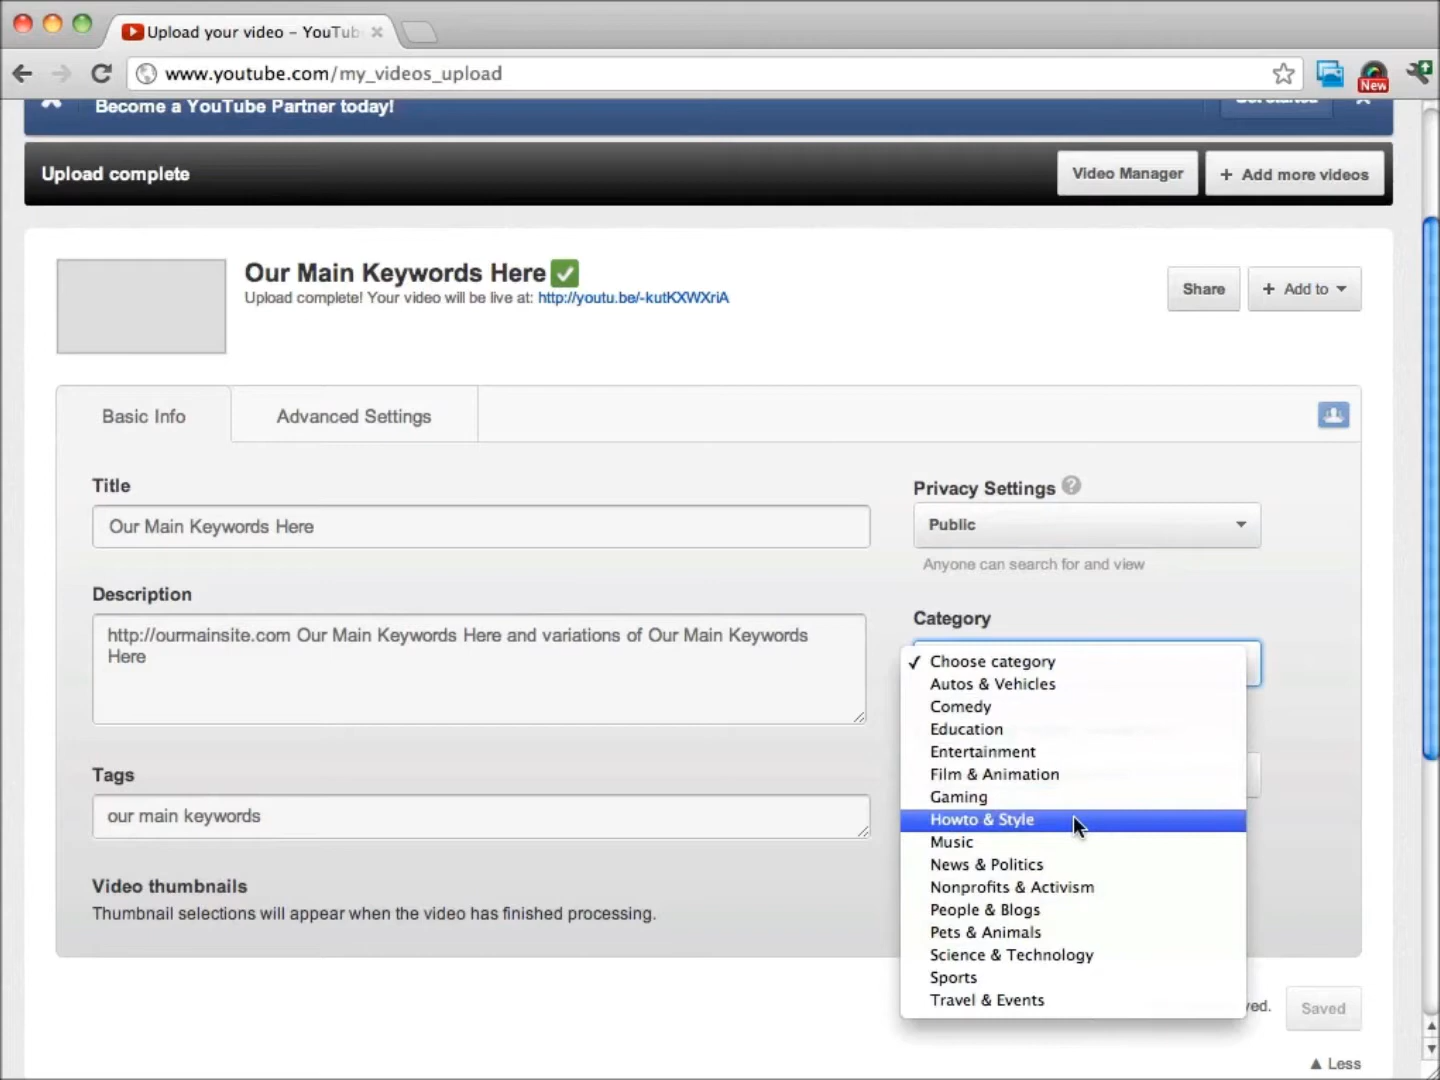 Upload your video – YouTub
www.youtube.com/my_videos_upload
New
Become a YouTube Partner today!
Get started
Upload complete
Video Manager
+ Add more videos
Our Main Keywords Here
Upload complete! Your video will be live at: http://youtu.be/-kutKXWXriA
Share
+ Add to
Basic Info
Advanced Settings
Title
Our Main Keywords Here
Privacy Settings ?
Public
Anyone can search for and view
Description
http://ourmainsite.com Our Main Keywords Here and variations of Our Main Keywords
Here
Category
Choose category
Autos & Vehicles
Comedy
Education
Entertainment
Film & Animation
Gaming
Howto & Style
Music
News & Politics
Nonprofits & Activism
People & Blogs
Pets & Animals
Science & Technology
Sports
Travel & Events
Tags
our main keywords
Video thumbnails
Thumbnail selections will appear when the video has finished processing.
ved.
Saved
Less